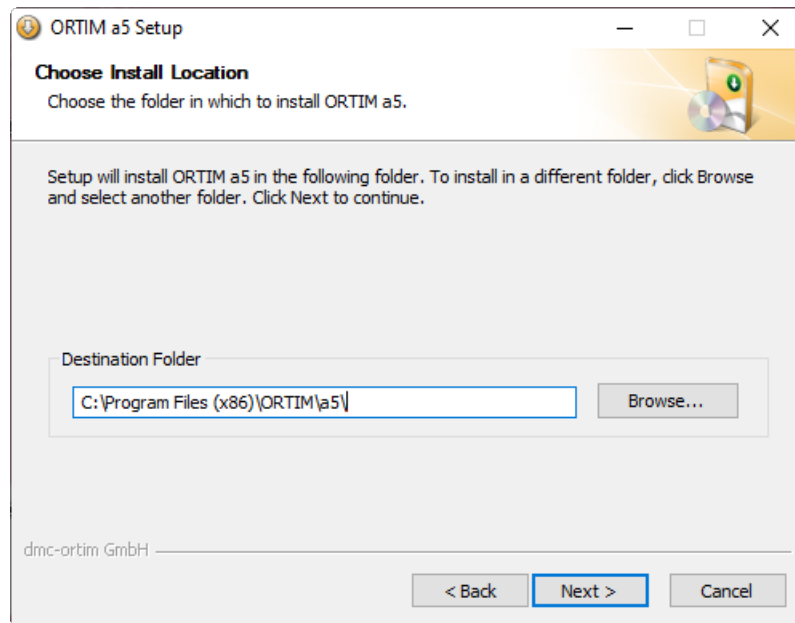 ORTIM a5 Setup
Choose Install Location
Choose the folder in which to install ORTIM a5.
Setup will install ORTIM a5 in the following folder. To install in a different folder, click Browse
and select another folder. Click Next to continue.
Destination Folder
C:\Program Files (x86)\ORTIM\a5\
Browse...
dmc-ortim GmbH
< Back
Next >
Cancel